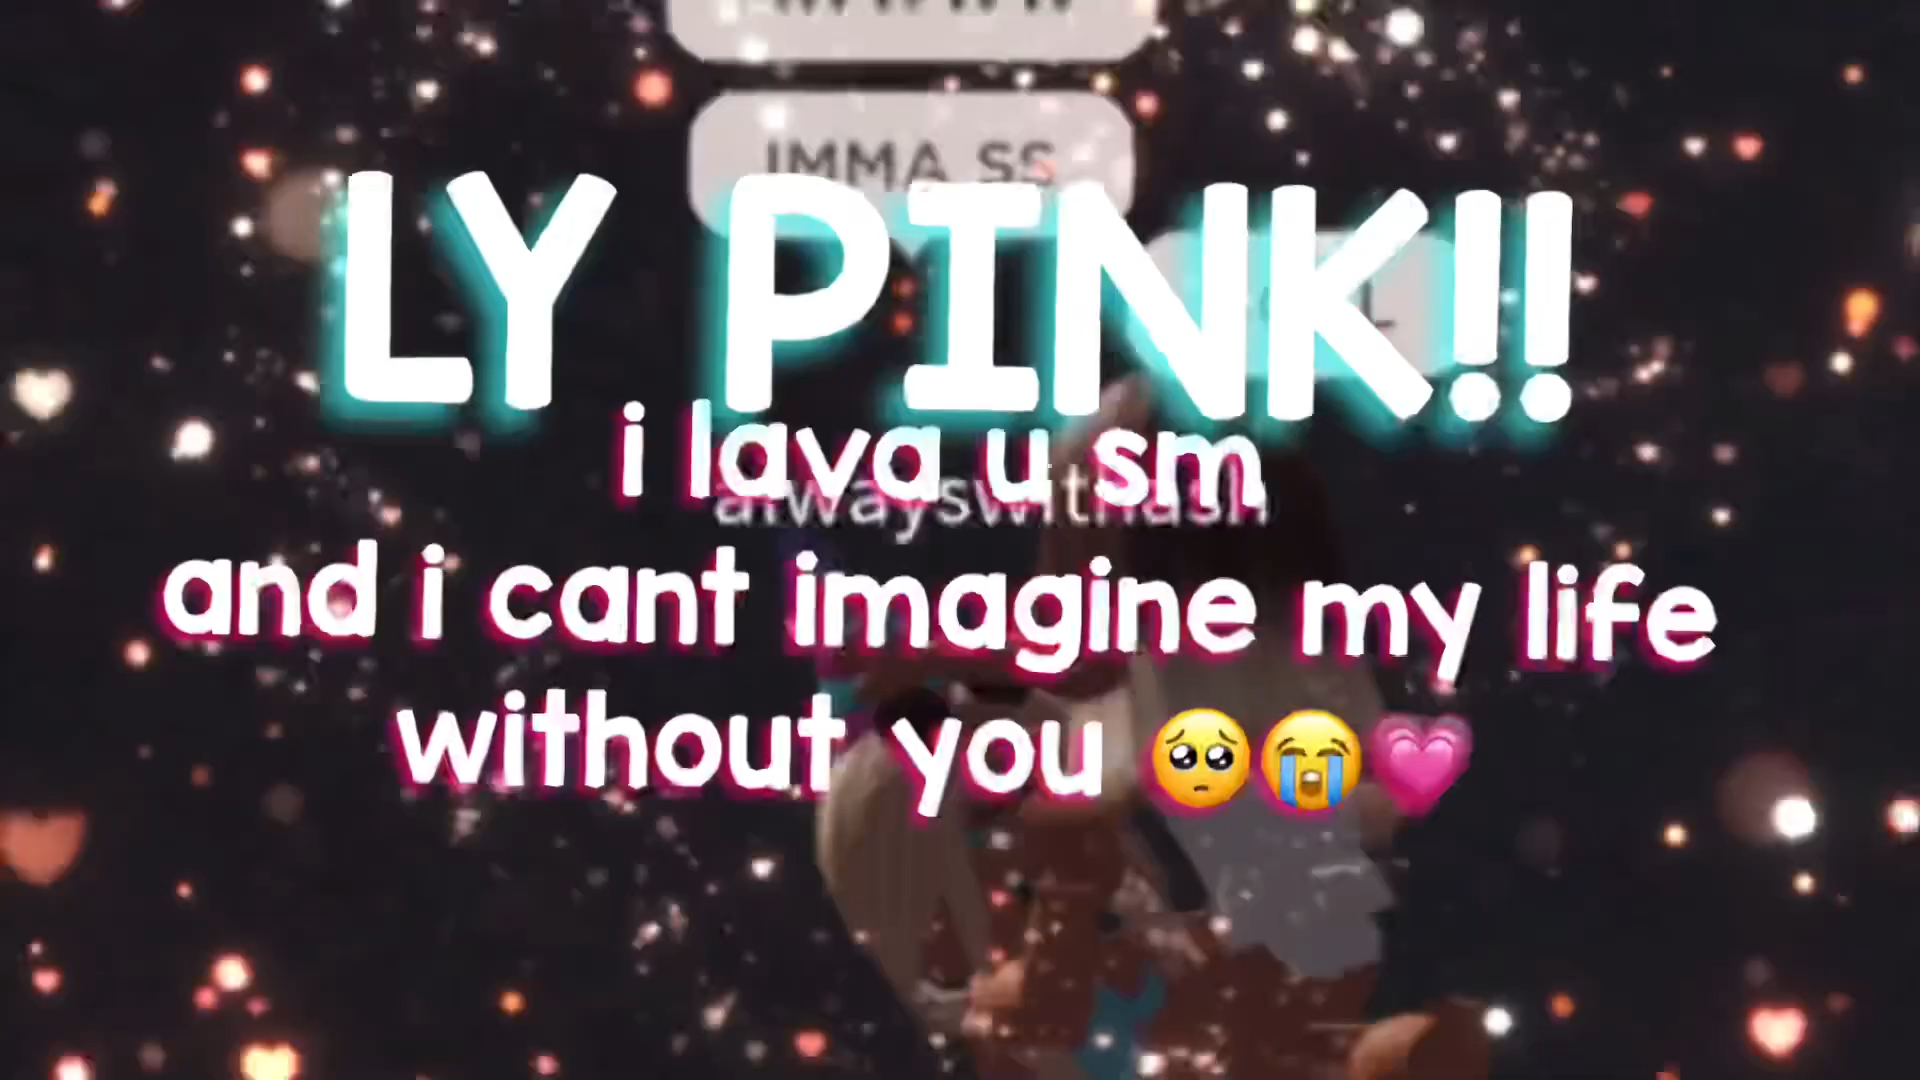 IMMA SS
LY PINK!!
i lava u sm
alwayswithash
and i cant imagine my life
without you 🥺😭💗